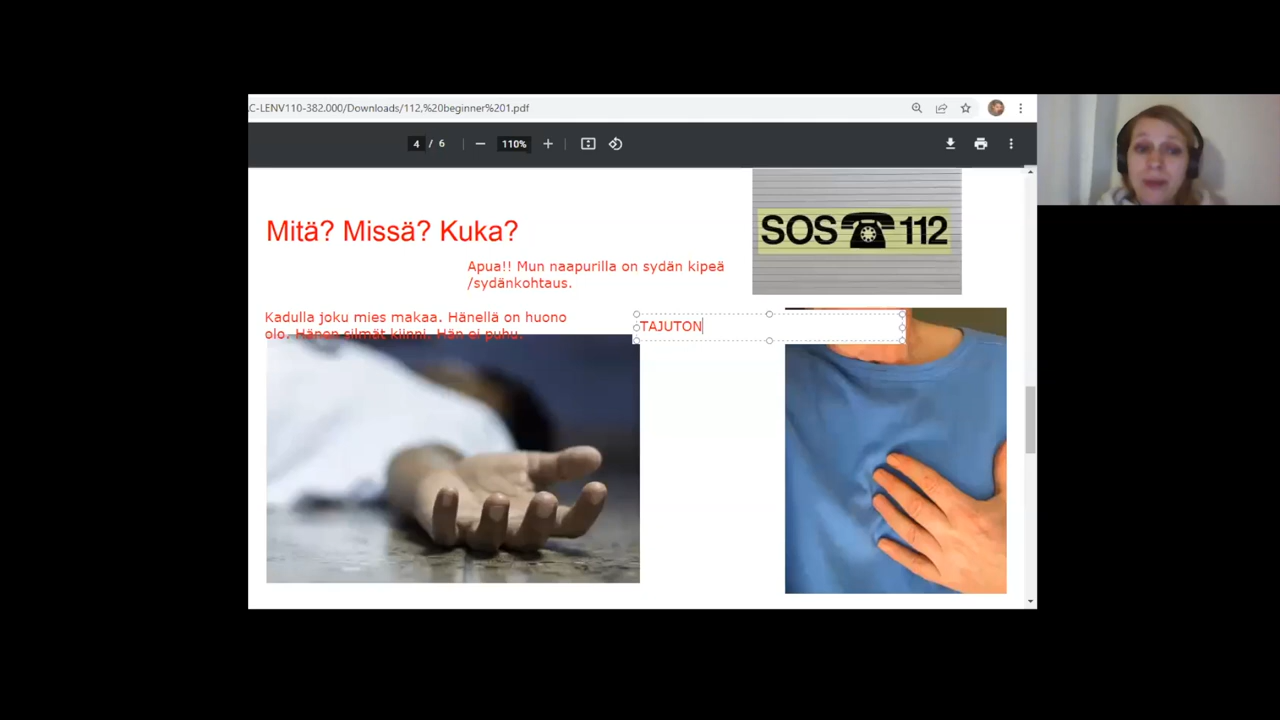 C-LENV110-382.000/Downloads/112,%20beginner%201.pdf
4 / 6
110%
Mitä? Missä? Kuka?
SOS 112
Apua!! Mun naapurilla on sydän kipeä
/sydänkohtaus.
Kadulla joku mies makaa. Hänellä on huono
olo. Hänen silmät kiinni. Hän ei puhu.
TAJUTON